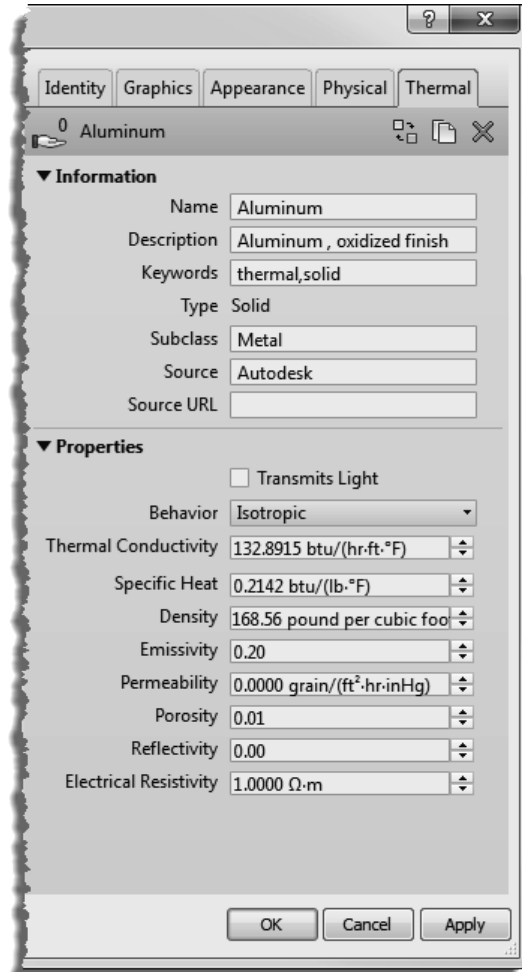 ?
Identity Graphics Appearance Physical Thermal
0 Aluminum
Information
Name Aluminum
Description Aluminum , oxidized finish
Keywords thermal,solid
Type Solid
Subclass Metal
Source Autodesk
Source URL
Properties
Transmits Light
Behavior Isotropic
Thermal Conductivity 132.8915 btu/(hr·ft·°F)
Specific Heat 0.2142 btu/(lb·°F)
Density 168.56 pound per cubic foo
Emissivity 0.20
Permeability 0.0000 grain/(ft²·hr·inHg)
Porosity 0.01
Reflectivity 0.00
Electrical Resistivity 1.0000 Ω·m
OK Cancel Apply